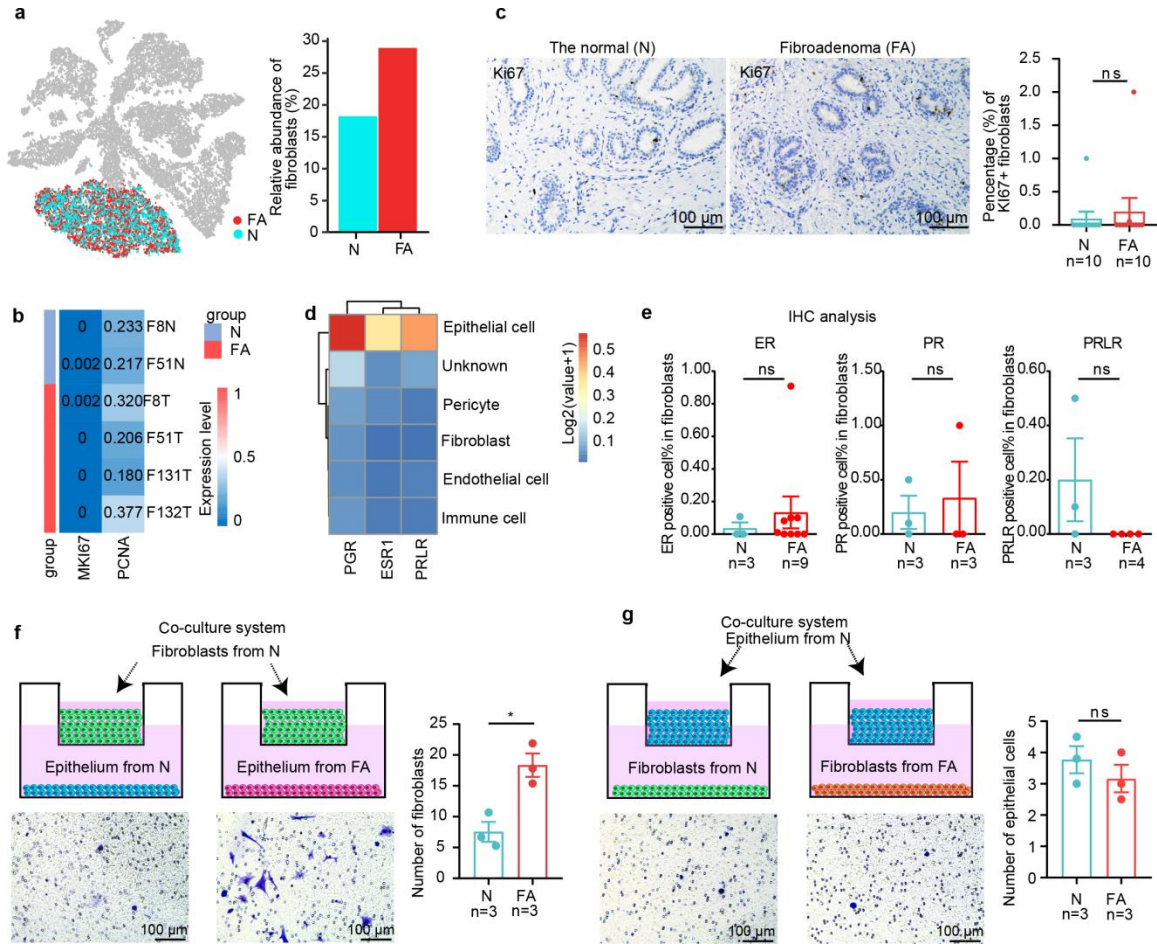 a
Relative abundance of
fibroblasts (%)
30
25
20
15
10
5
0
N
FA
FA
N
c
The normal (N)
Fibroadenoma (FA)
Ki67
Ki67
100 µm
100 µm
Percentage (%) of
KI67+ fibroblasts
ns
2.5
2.0
1.5
1.0
0.5
0.0
N
n=10
FA
n=10
b
0 0.233 F8N
0.002 0.217 F51N
0.002 0.320 F8T
0 0.206 F51T
0 0.180 F131T
0 0.377 F132T
group
MKI67
PCNA
group
N
FA
Expression level
1
0.5
0
d
Epithelial cell
Unknown
Pericyte
Fibroblast
Endothelial cell
Immune cell
PGR
ESR1
PRLR
Log2(value+1)
0.5
0.4
0.3
0.2
0.1
e
IHC analysis
ER
ns
ER positive cell% in fibroblasts
1.00
0.80
0.60
0.40
0.20
0.00
N
n=3
FA
n=9
PR
ns
PR positive cell% in fibroblasts
1.50
1.00
0.50
0.00
N
n=3
FA
n=3
PRLR
ns
PRLR positive cell% in fibroblasts
0.60
0.40
0.20
0.00
N
n=3
FA
n=4
f
Co-culture system
Fibroblasts from N
Epithelium from N
Epithelium from FA
100 µm
100 µm
Number of fibroblasts
*
25
20
15
10
5
0
N
n=3
FA
n=3
g
Co-culture system
Epithelium from N
Fibroblasts from N
Fibroblasts from FA
100 µm
100 µm
Number of epithelial cells
ns
5
4
3
2
1
0
N
n=3
FA
n=3